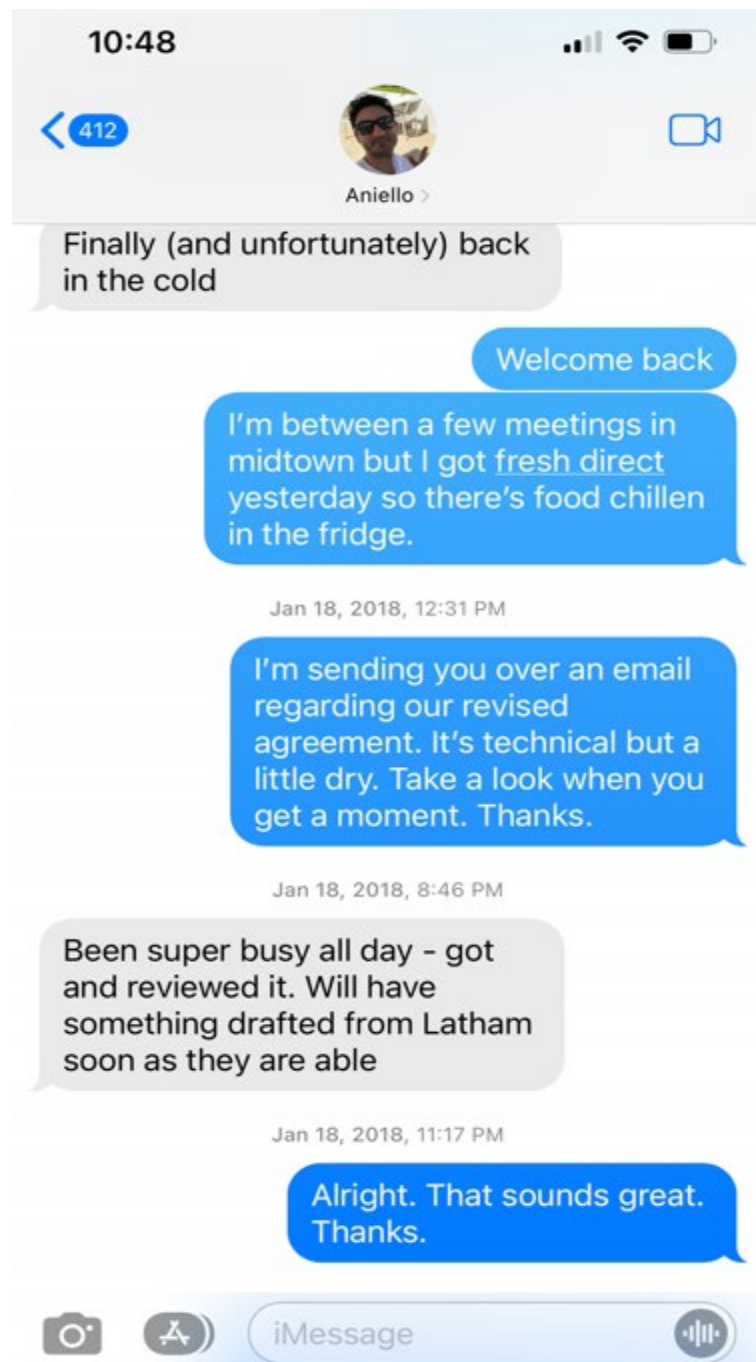 10:48
412
Aniello >
Finally (and unfortunately) back
in the cold
Welcome back
I'm between a few meetings in
midtown but I got fresh direct
yesterday so there's food chillen
in the fridge.
Jan 18, 2018, 12:31 PM
I'm sending you over an email
regarding our revised
agreement. It's technical but a
little dry. Take a look when you
get a moment. Thanks.
Jan 18, 2018, 8:46 PM
Been super busy all day - got
and reviewed it. Will have
something drafted from Latham
soon as they are able
Jan 18, 2018, 11:17 PM
Alright. That sounds great.
Thanks.
iMessage